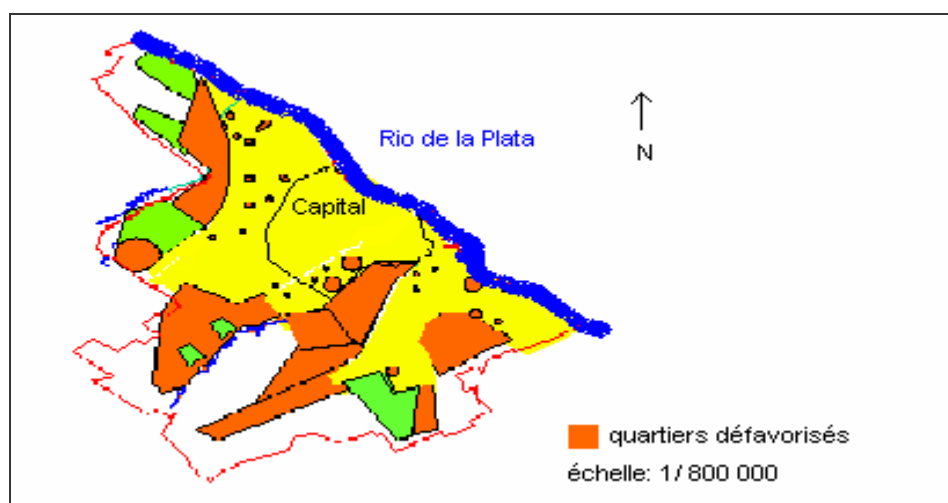 Rio de la Plata
N
Capital
quartiers défavorisés
échelle: 1/ 800 000